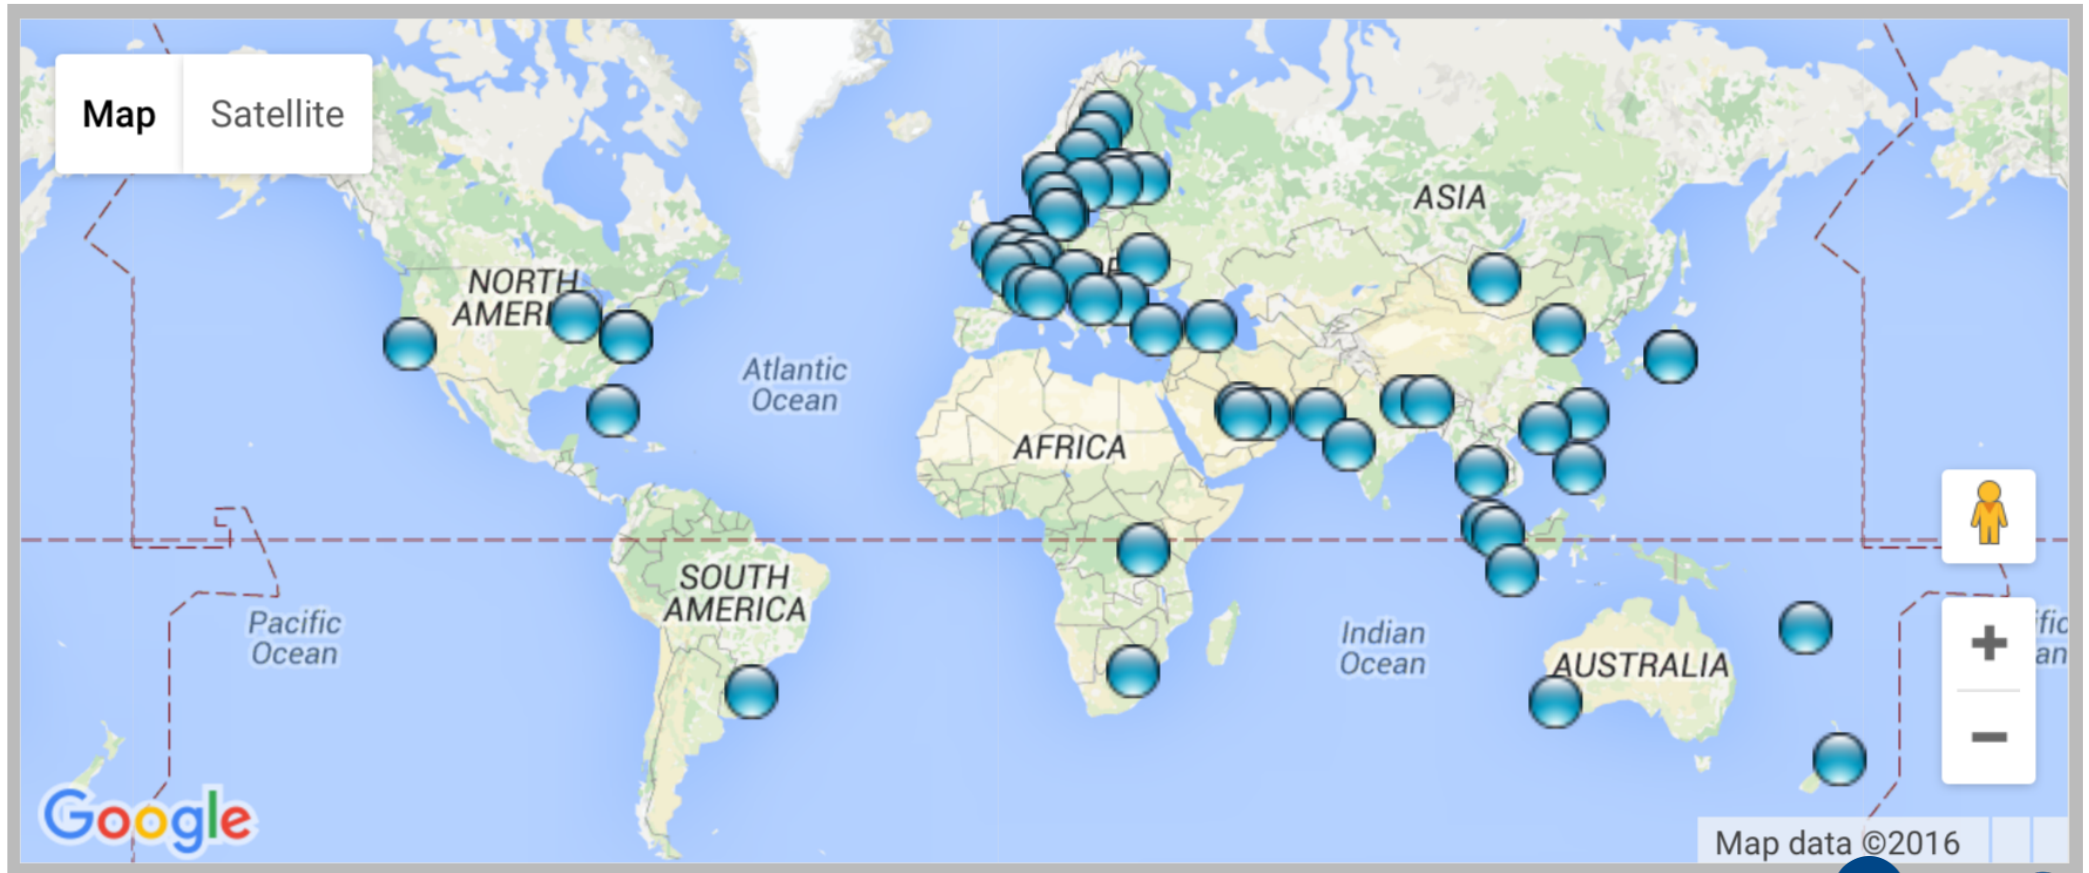 Map
Satellite
ASIA
NORTH
AMERI
Atlantic
Ocean
AFRICA
SOUTH
AMERICA
Pacific
Ocean
Indian
Ocean
AUSTRALIA
Google
Map data ©2016